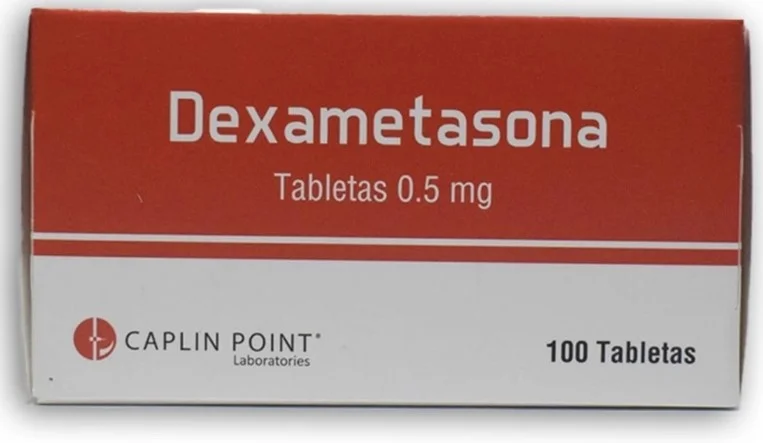 Dexametasona
Tabletas 0.5 mg
CAPLIN POINT®
Laboratories
100 Tabletas